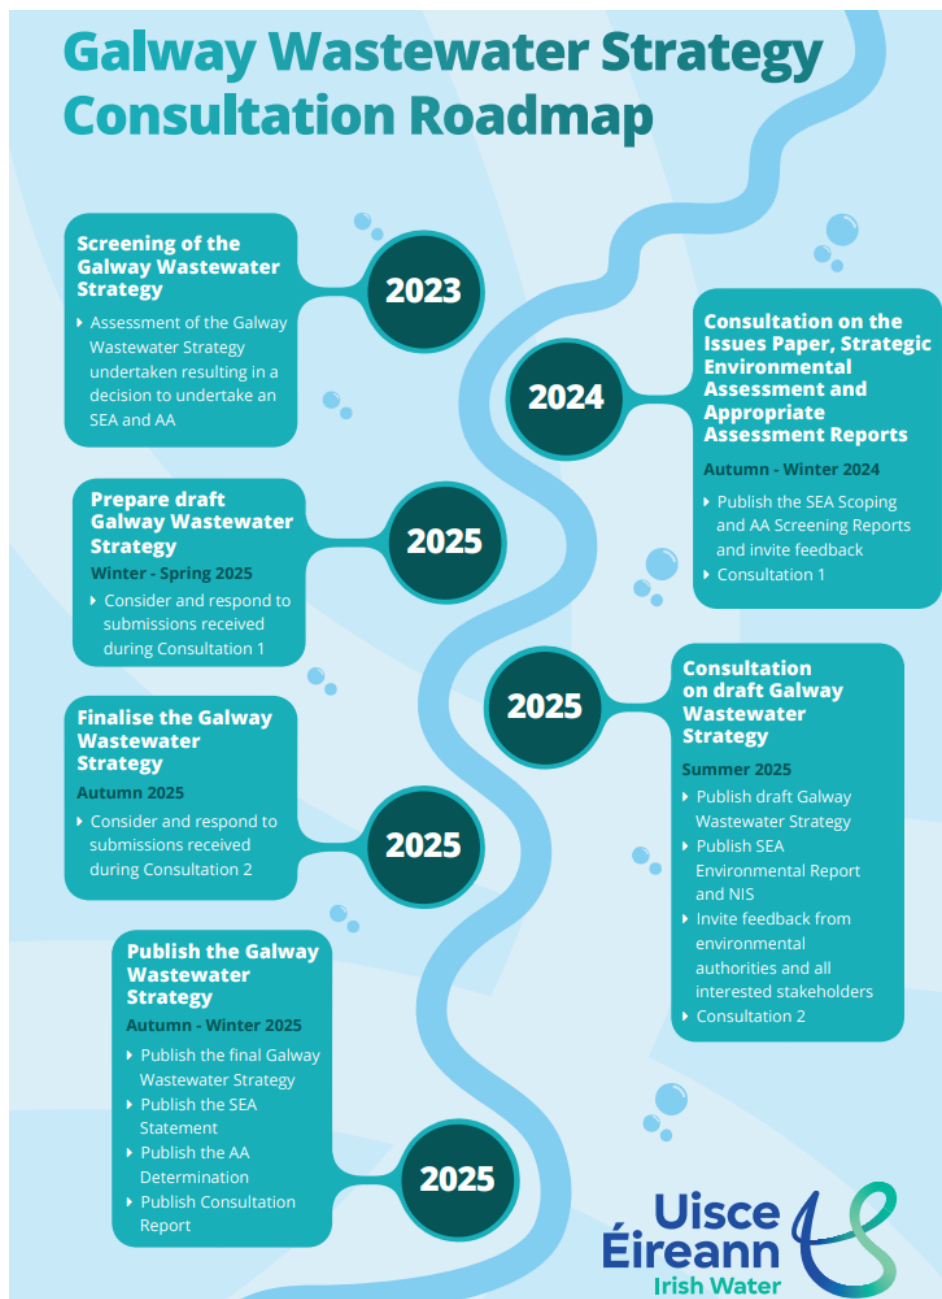 Galway Wastewater Strategy
Consultation Roadmap
Screening of the
Galway Wastewater
Strategy
Assessment of the Galway
Wastewater Strategy
undertaken resulting in a
decision to undertake an
SEA and AA
2023
2024
Consultation on the
Issues Paper, Strategic
Environmental
Assessment and
Appropriate
Assessment Reports
Autumn - Winter 2024
Publish the SEA Scoping
and AA Screening Reports
and invite feedback
Consultation 1
Prepare draft
Galway Wastewater
Strategy
Winter - Spring 2025
Consider and respond to
submissions received
during Consultation 1
2025
2025
Consultation
on draft Galway
Wastewater
Strategy
Summer 2025
Publish draft Galway
Wastewater Strategy
Publish SEA
Environmental Report
and NIS
Invite feedback from
environmental
authorities and all
interested stakeholders
Consultation 2
Finalise the Galway
Wastewater
Strategy
Autumn 2025
Consider and respond to
submissions received
during Consultation 2
2025
Publish the Galway
Wastewater
Strategy
Autumn - Winter 2025
Publish the final Galway
Wastewater Strategy
Publish the SEA
Statement
Publish the AA
Determination
Publish Consultation
Report
2025
Uisce
Éireann
Irish Water